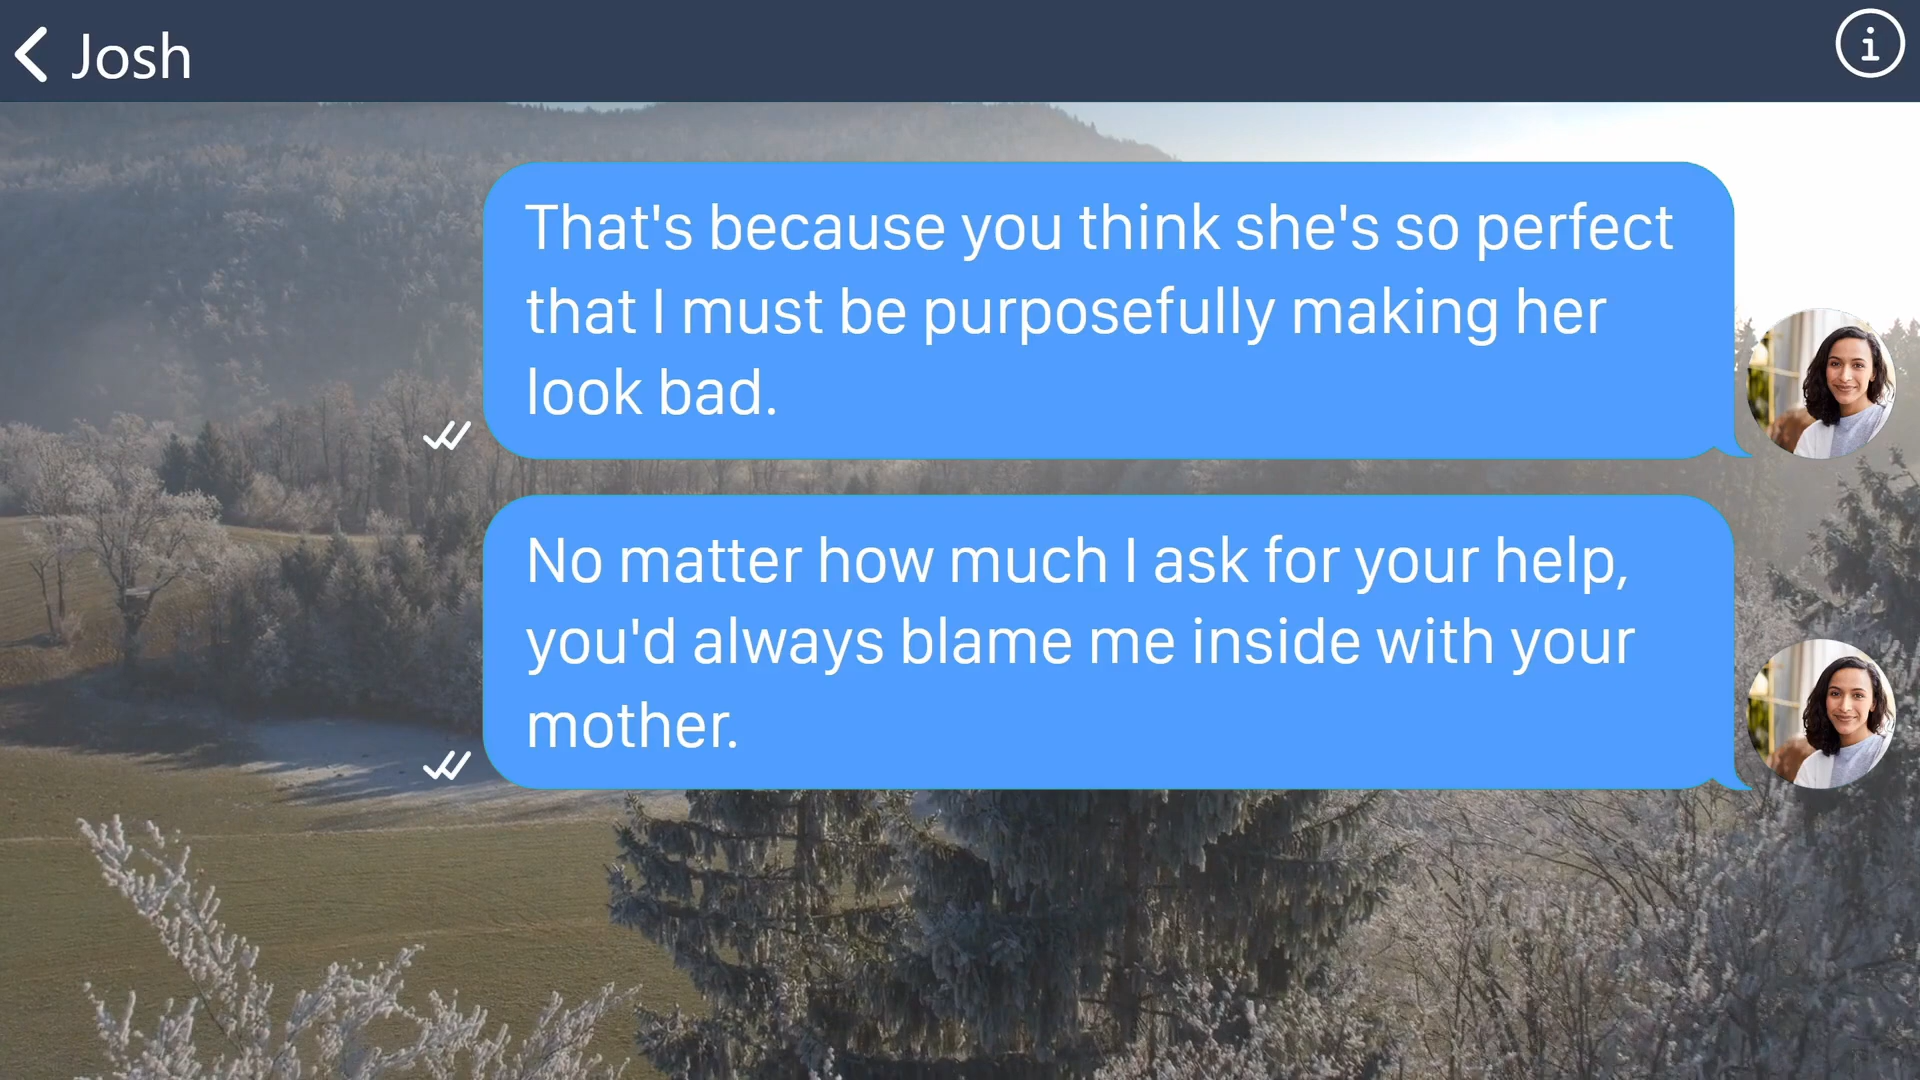 Josh
That's because you think she's so perfect
that I must be purposefully making her
look bad.
No matter how much I ask for your help,
you'd always blame me inside with your
mother.